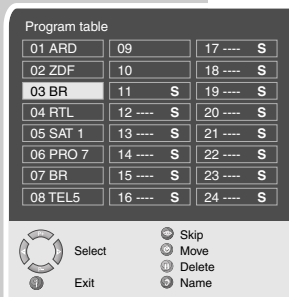 Program table
01 ARD 09 17 ---- S
02 ZDF 10 18 ---- S
03 BR 11 S 19 ---- S
04 RTL 12 ---- S 20 ---- S
05 SAT 1 13 ---- S 21 ---- S
06 PRO 7 14 ---- S 22 ---- S
07 BR 15 ---- S 23 ---- S
08 TEL5 16 ---- S 24 ---- S
Skip
Select Move
Delete
Exit Name